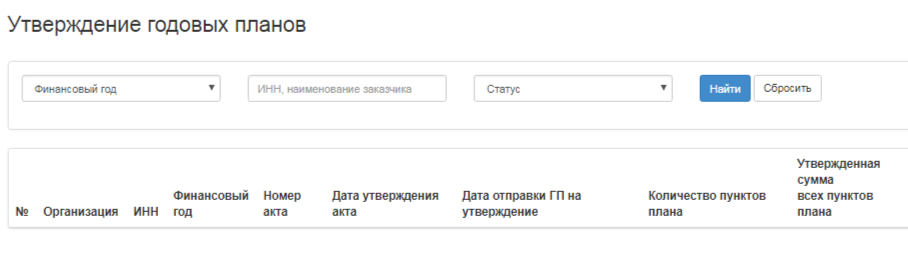 Утверждение годовых планов
Финансовый год ИНН, наименование заказчика Статус Найти Сбросить
Утвержденная
сумма
Финансовый Номер Дата утверждения Дата отправки ГП на Количество пунктов всех пунктов
№ Организация ИНН год акта акта утверждение плана плана